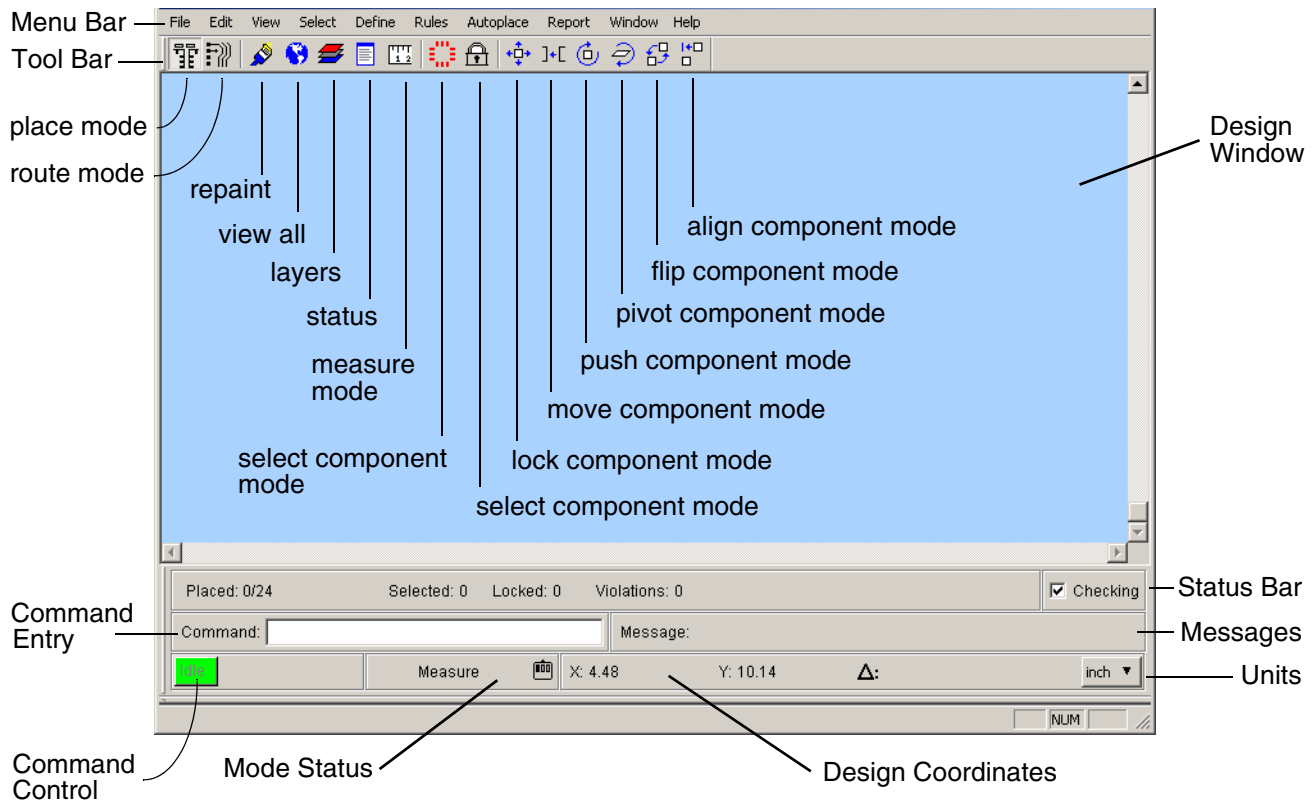 Menu Bar
File Edit View Select Define Rules Autoplace Report Window Help
Tool Bar
1 2
place mode
route mode
Design
Window
repaint
view all
layers
status
measure
mode
select component
mode
align component mode
flip component mode
pivot component mode
push component mode
move component mode
lock component mode
select component mode
Placed: 0/24 Selected: 0 Locked: 0 Violations: 0 Checking
Status Bar
Command
Entry
Command: Message:
Messages
Idle Measure X: 4.48 Y: 10.14 Δ: inch
Units
NUM
Command
Control
Mode Status
Design Coordinates